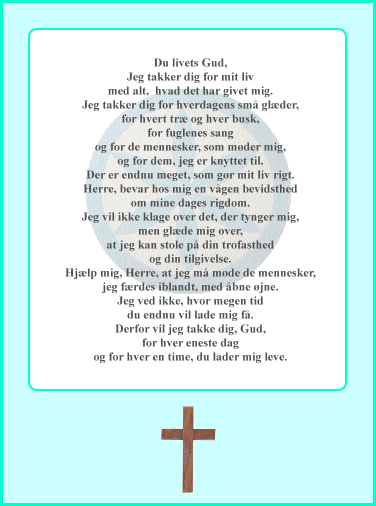 Du livets Gud,
Jeg takker dig for mit liv
med alt,  hvad det har givet mig.
Jeg takker dig for hverdagens små glæder,
for hvert træ og hver busk,
for fuglenes sang
og for de mennesker, som møder mig,
og for dem, jeg er knyttet til.
Der er endnu meget, som gør mit liv rigt.
Herre, bevar hos mig en vågen bevidsthed
om mine dages rigdom.
Jeg vil ikke klage over det, der tynger mig,
men glæde mig over,
at jeg kan stole på din trofasthed
og din tilgivelse.
Hjælp mig, Herre, at jeg må møde de mennesker,
jeg færdes iblandt, med åbne øjne.
Jeg ved ikke, hvor megen tid
du endnu vil lade mig få.
Derfor vil jeg takke dig, Gud,
for hver eneste dag
og for hver en time, du lader mig leve.